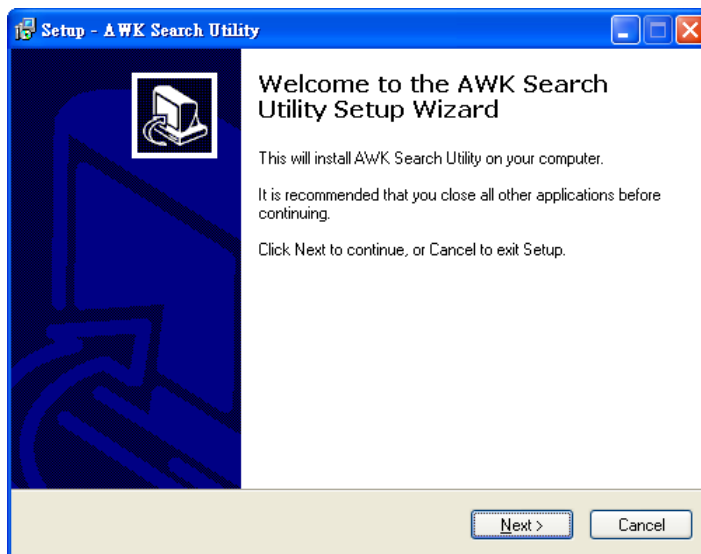 Setup - AWK Search Utility
Welcome to the AWK Search
Utility Setup Wizard
This will install AWK Search Utility on your computer.
It is recommended that you close all other applications before
continuing.
Click Next to continue, or Cancel to exit Setup.
Next >
Cancel